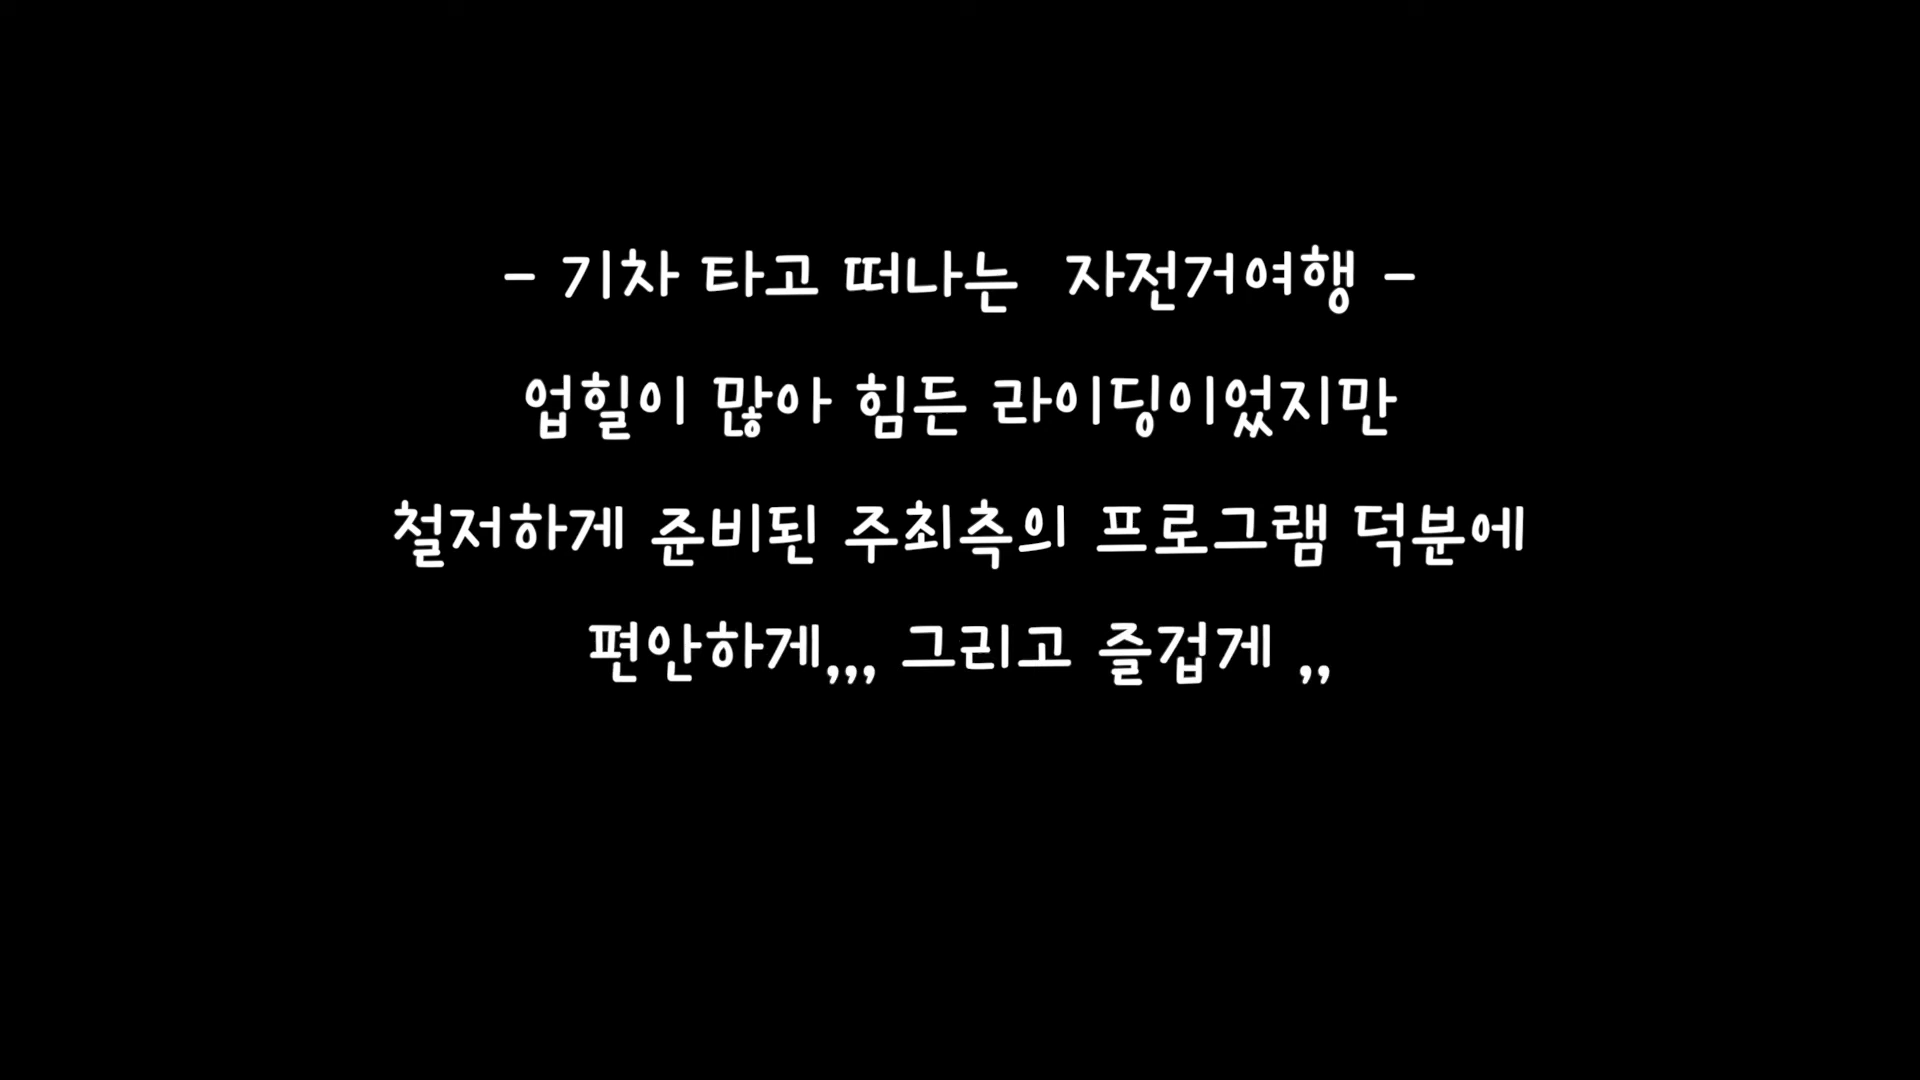 - 기차 타고 떠나는  자전거여행 -
업힐이 많아 힘든 라이딩이었지만
철저하게 준비된 주최측의 프로그램 덕분에
편안하게,,, 그리고 즐겁게 ,,